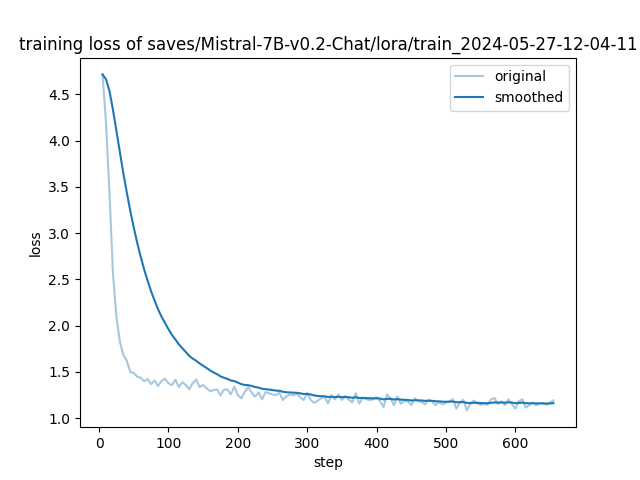 training loss of saves/Mistral-7B-v0.2-Chat/lora/train_2024-05-27-12-04-11
original
smoothed
4.5
4.0
3.5
3.0
2.5
2.0
1.5
1.0
loss
0 100 200 300 400 500 600
step